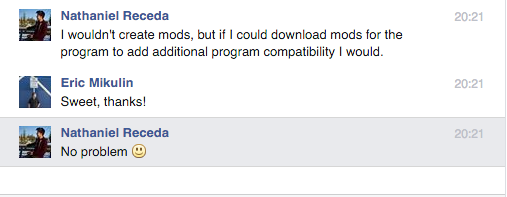 Nathaniel Receda 20:21
I wouldn't create mods, but if I could download mods for the
program to add additional program compatibility I would.
Eric Mikulin 20:21
Sweet, thanks!
Nathaniel Receda 20:21
No problem 🙂